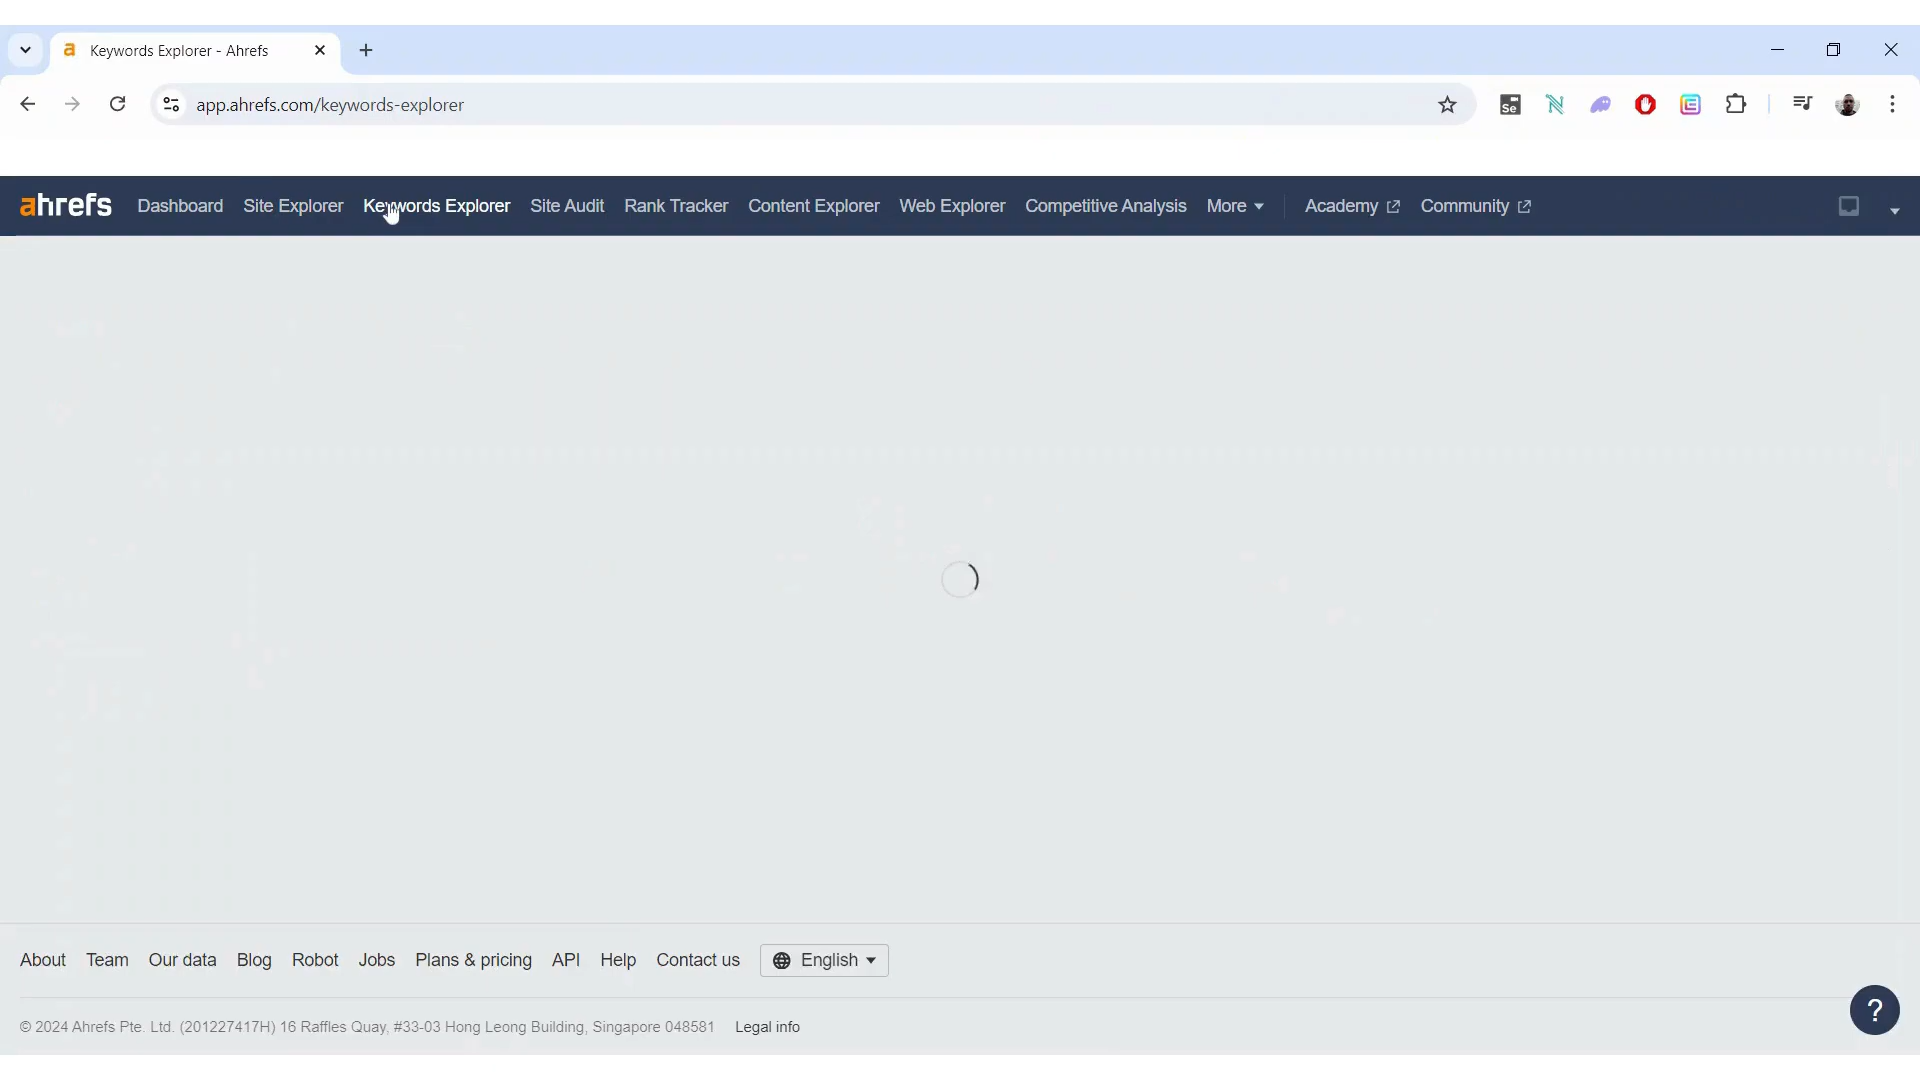 Keywords Explorer - Ahrefs
app.ahrefs.com/keywords-explorer
Se
ahrefs Dashboard Site Explorer Keywords Explorer Site Audit Rank Tracker Content Explorer Web Explorer Competitive Analysis More Academy Community
About Team Our data Blog Robot Jobs Plans & pricing API Help Contact us English
© 2024 Ahrefs Pte. Ltd. (201227417H) 16 Raffles Quay, #33-03 Hong Leong Building, Singapore 048581 Legal info
?